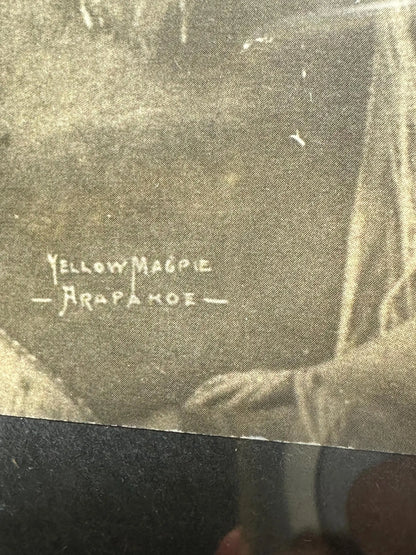 YELLOW MAGPIE
— ARAPAHOE —